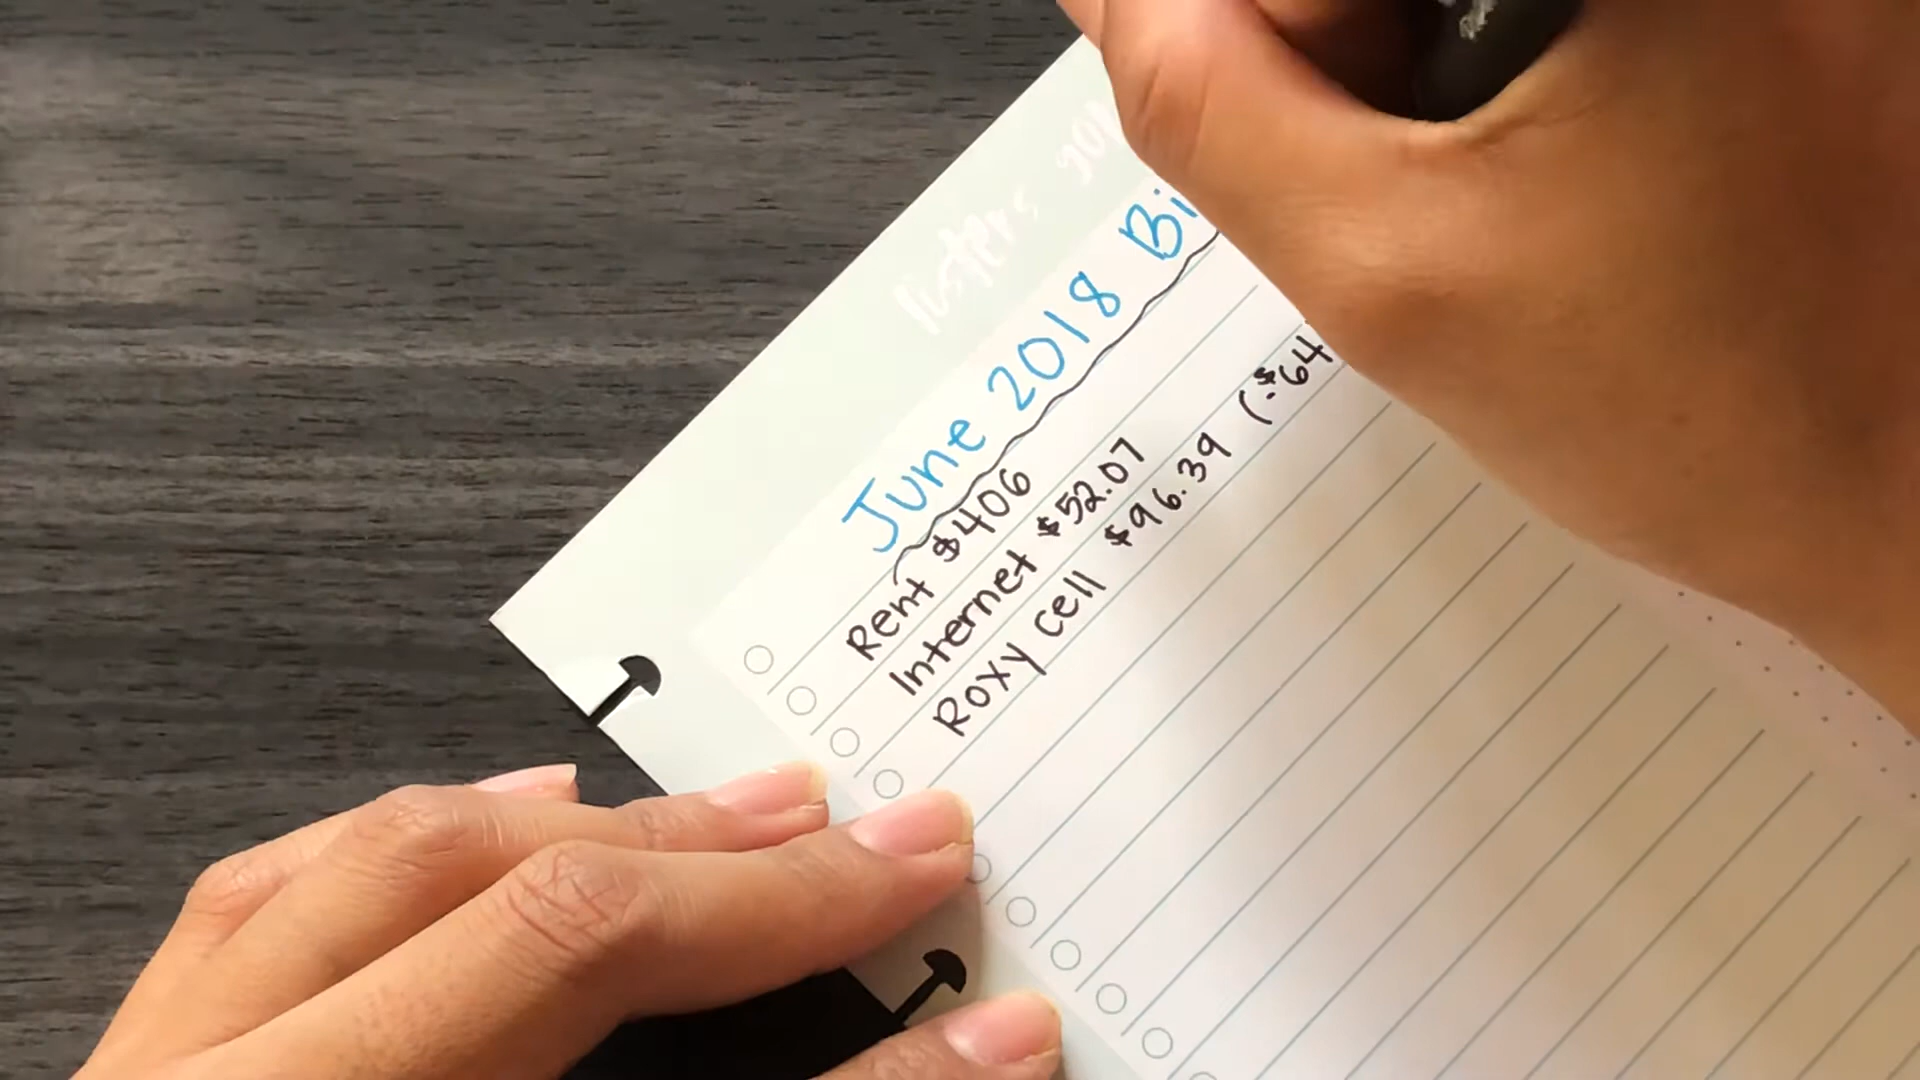 June 2018 Bi
Rent $406
Internet $52.07
Roxy cell $96.39 (-$64